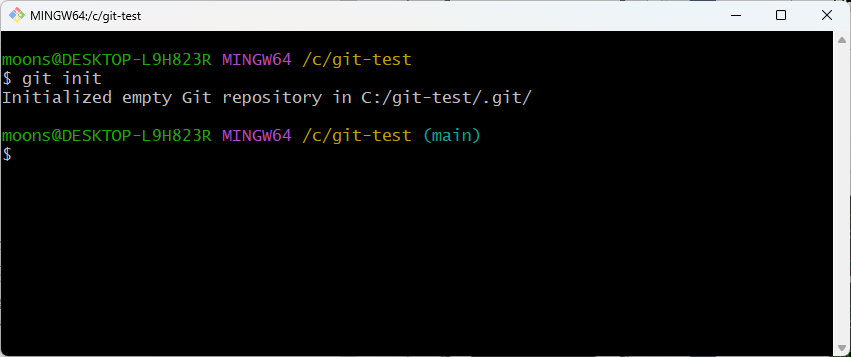 MINGW64:/c/git-test
moons@DESKTOP-L9H823R MINGW64 /c/git-test
$ git init
Initialized empty Git repository in C:/git-test/.git/
moons@DESKTOP-L9H823R MINGW64 /c/git-test (main)
$